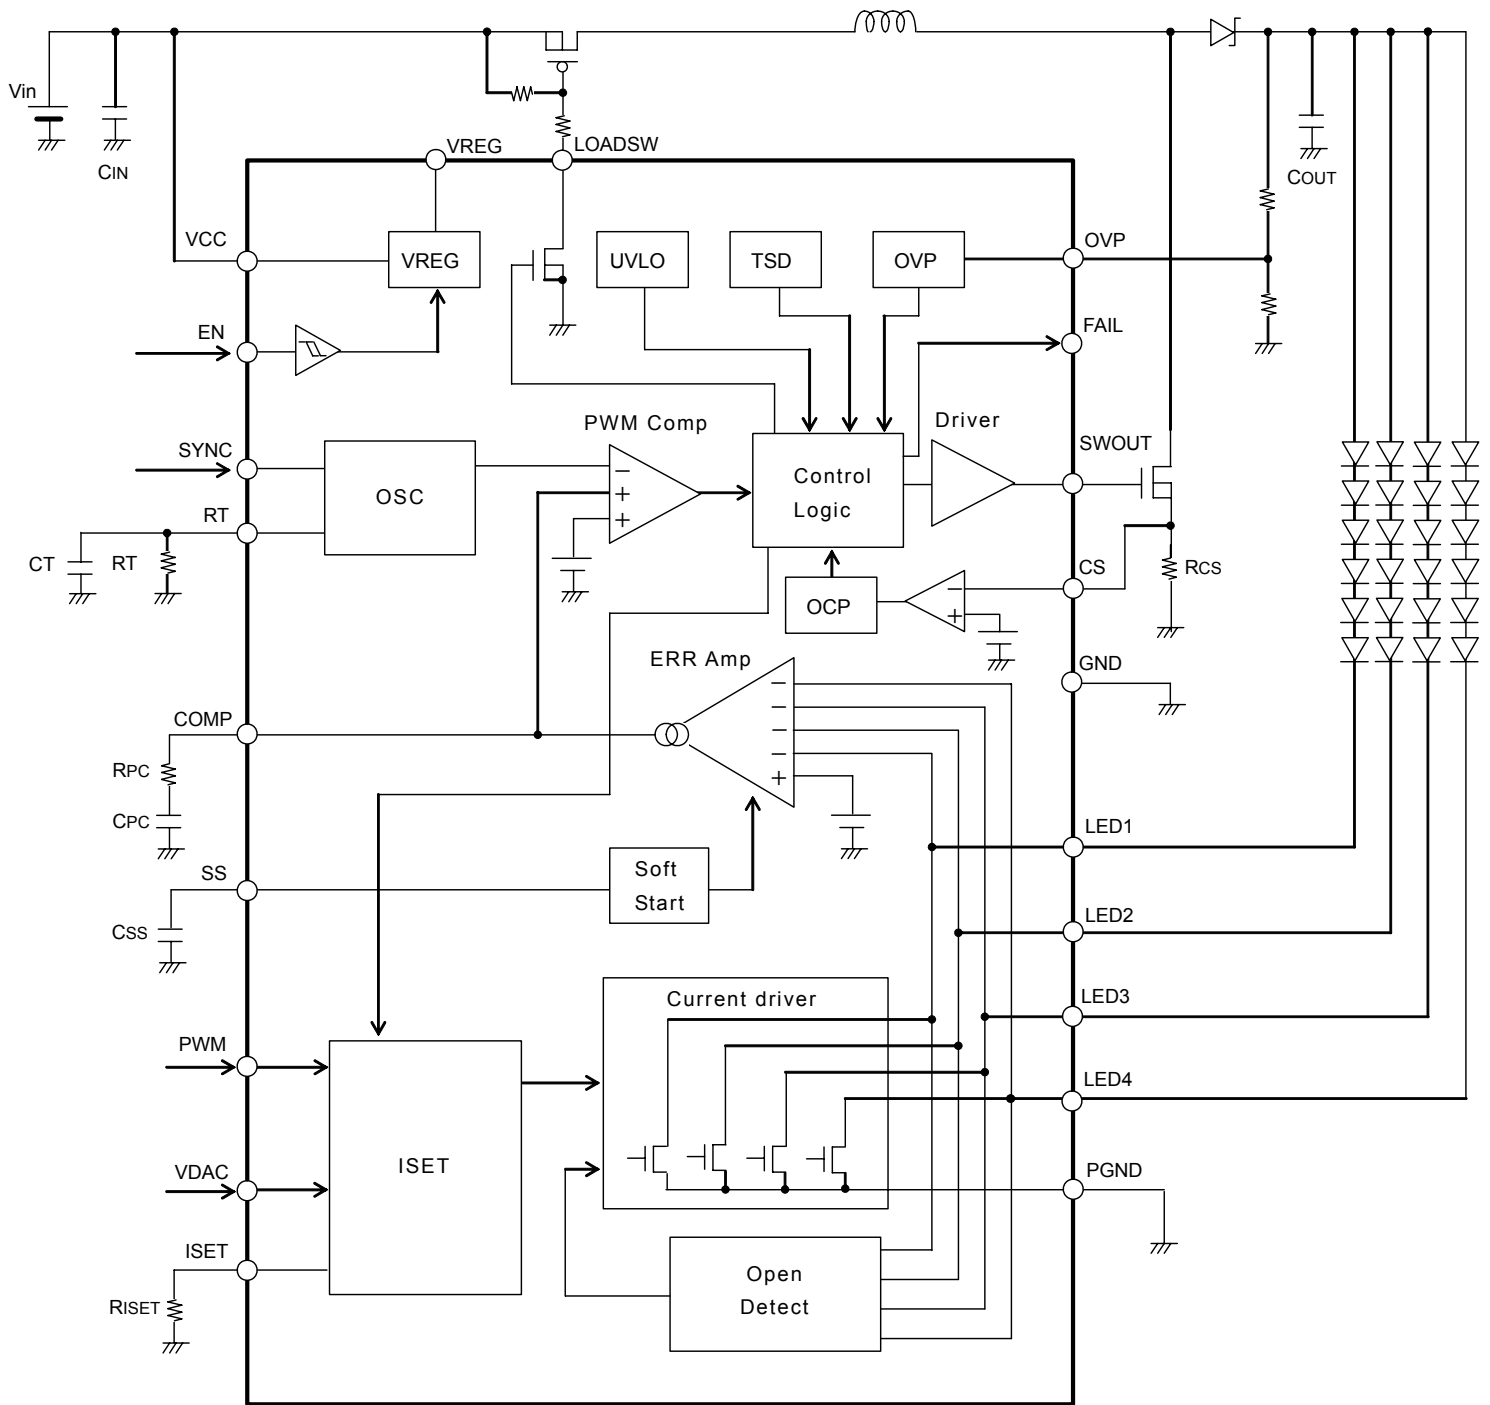 Vin
CIN
VREG
LOADSW
COUT
VCC
VREG
UVLO
TSD
OVP
OVP
EN
FAIL
PWM Comp
Driver
SYNC
OSC
−
+
+
Control
Logic
SWOUT
RT
CT
RT
OCP
−
+
CS
RCS
ERR Amp
GND
COMP
−
−
−
−
+
RPC
CPC
LED1
SS
Soft
Start
CSS
LED2
Current driver
LED3
PWM
LED4
ISET
VDAC
PGND
ISET
RISET
Open
Detect